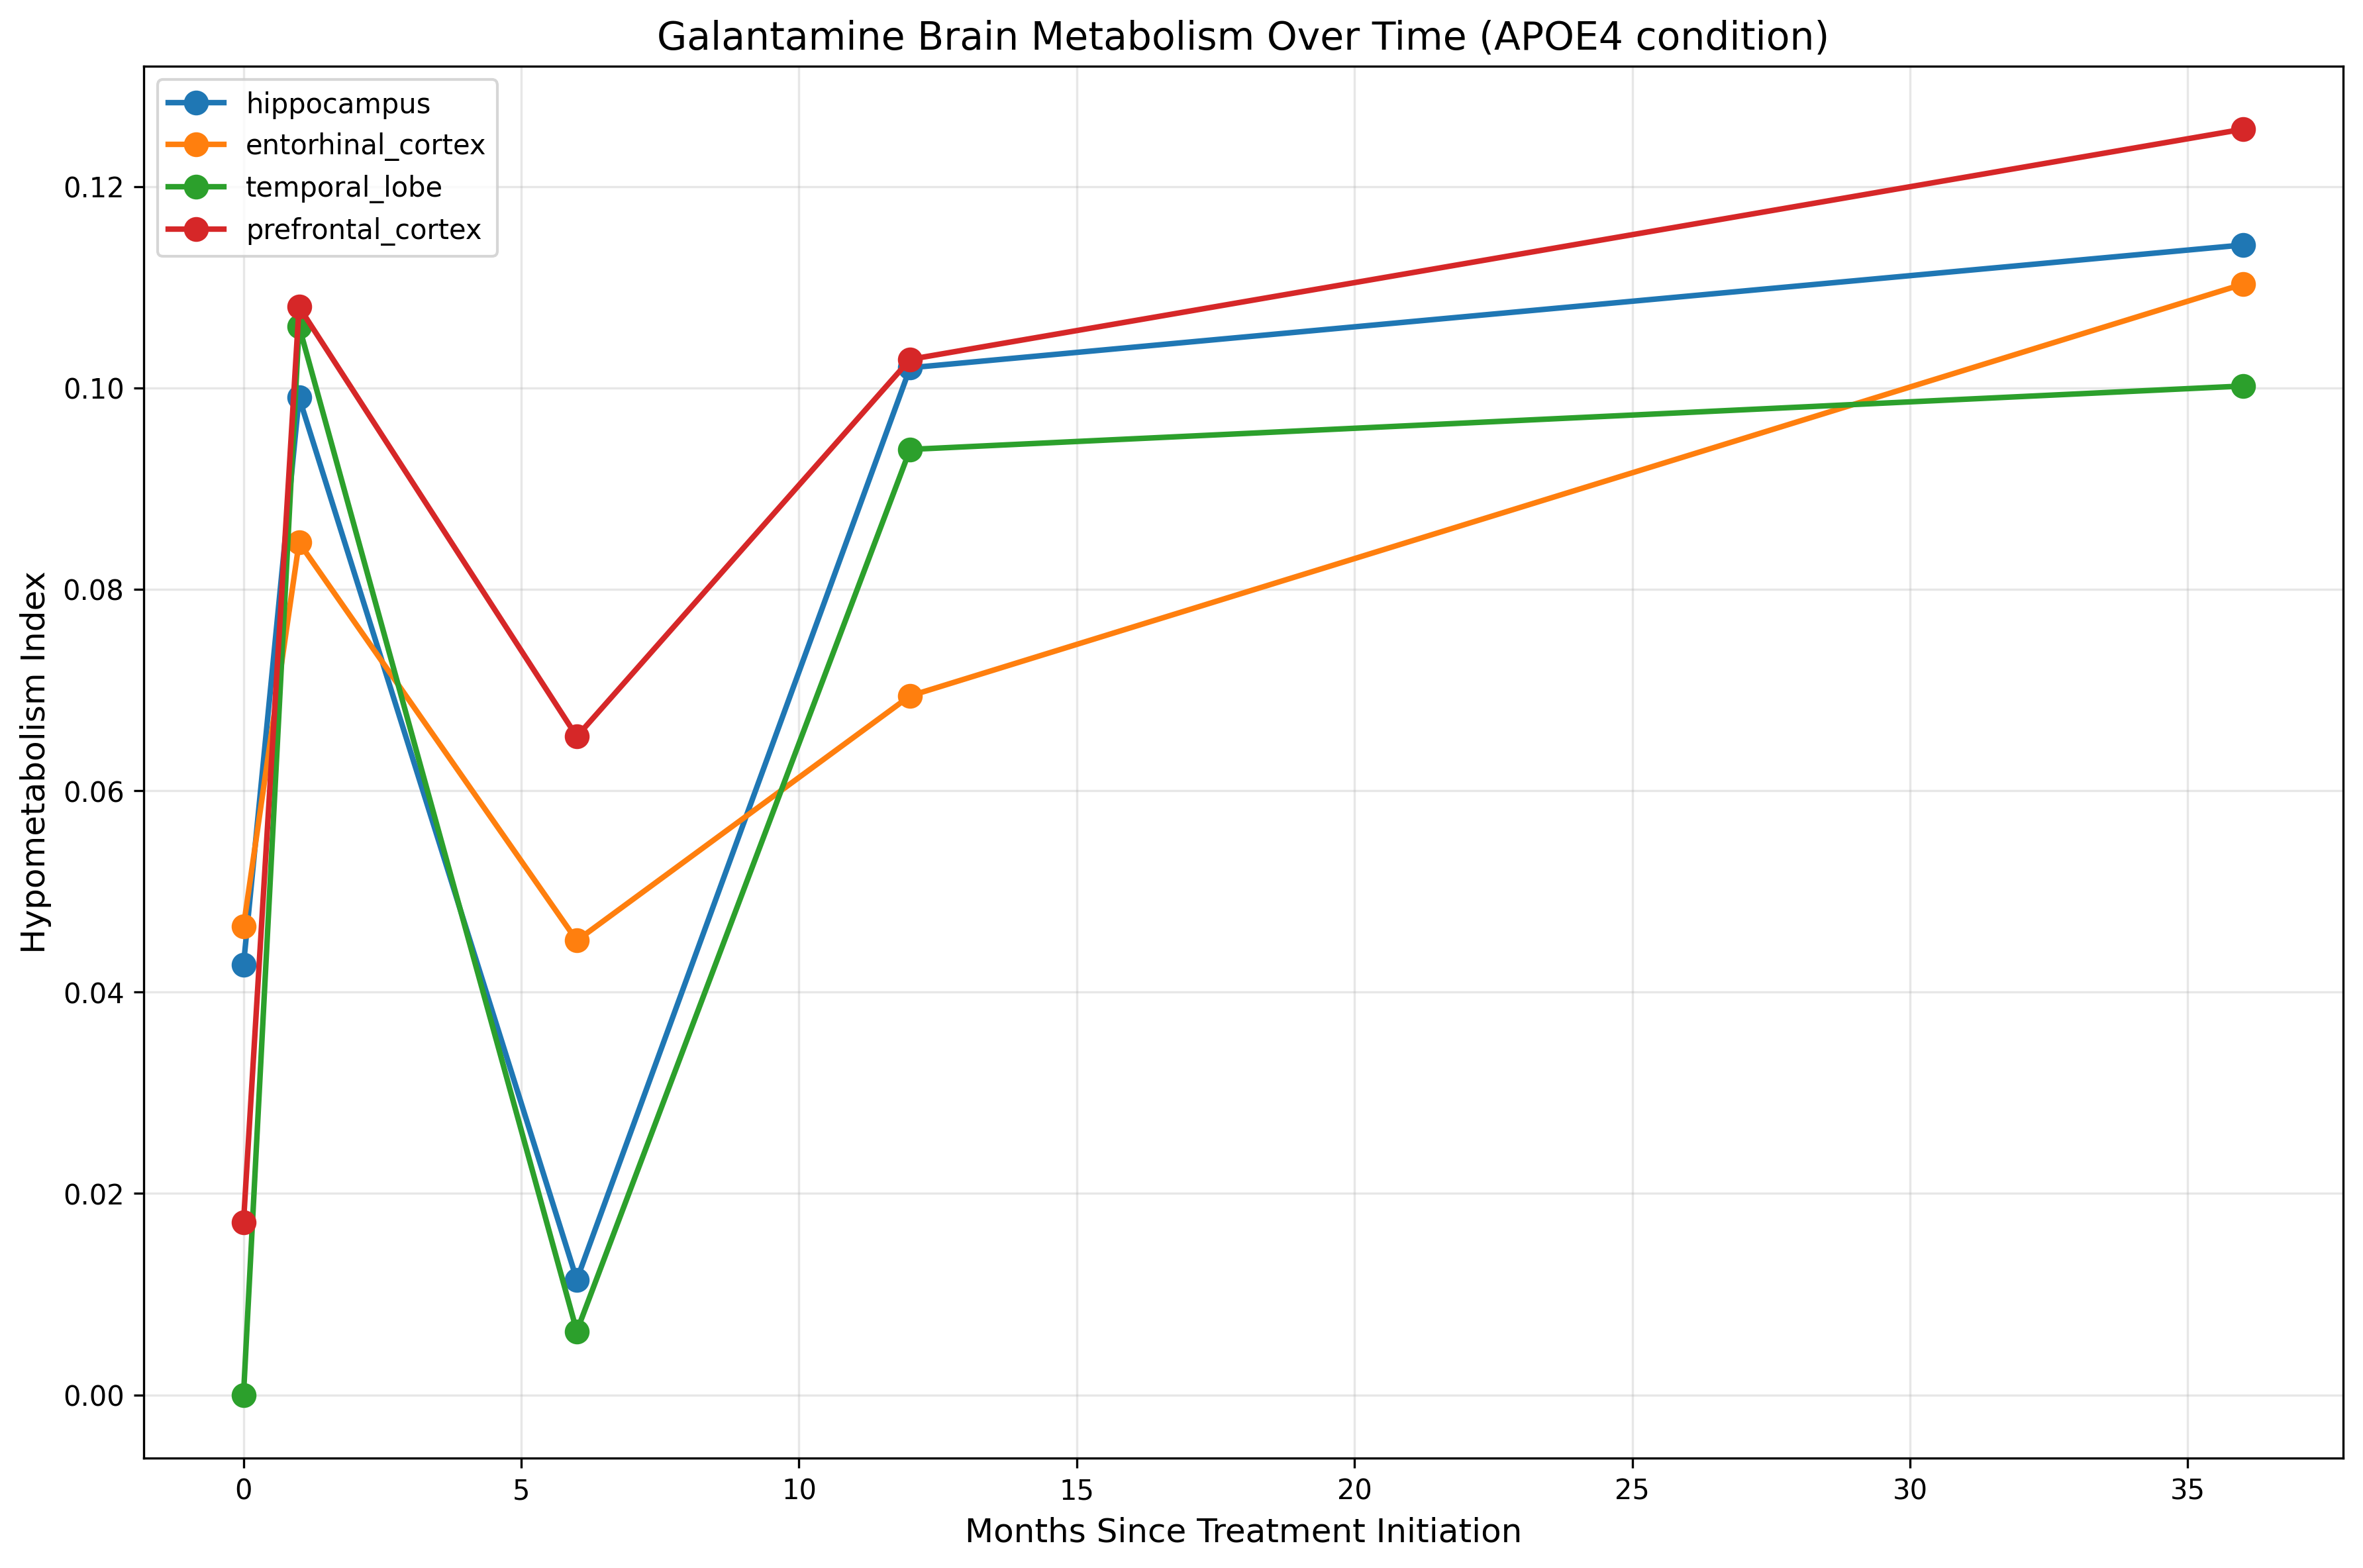 Galantamine Brain Metabolism Over Time (APOE4 condition)
hippocampus
entorhinal_cortex
temporal_lobe
prefrontal_cortex
Hypometabolism Index
0.12
0.10
0.08
0.06
0.04
0.02
0.00
0 5 10 15 20 25 30 35
Months Since Treatment Initiation